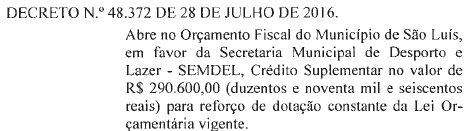 DECRETO N.º 48.372 DE 28 DE JULHO DE 2016.
Abre no Orçamento Fiscal do Município de São Luís,
em favor da Secretaria Municipal de Desporto e
Lazer - SEMDEL, Crédito Suplementar no valor de
R$ 290.600,00 (duzentos e noventa mil e seiscentos
reais) para reforço de dotação constante da Lei Or-
çamentária vigente.